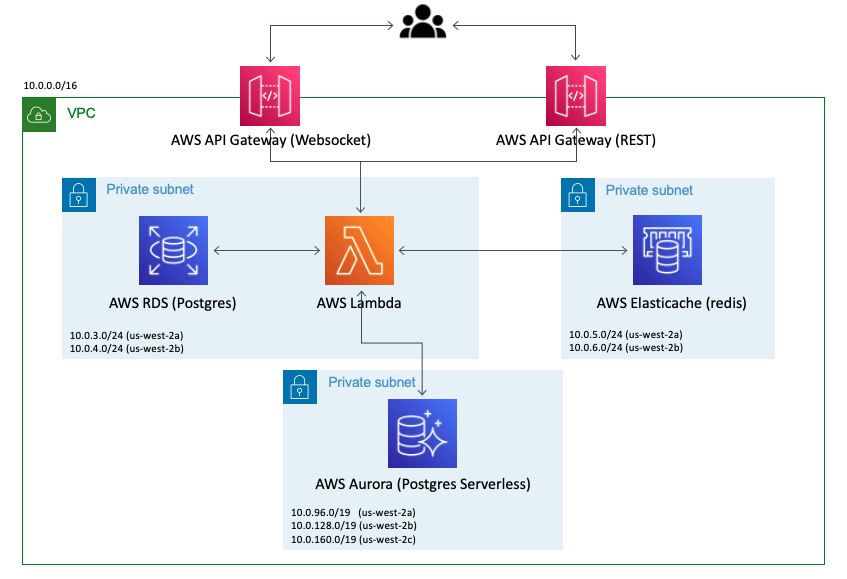 10.0.0.0/16
VPC
AWS API Gateway (Websocket)
AWS API Gateway (REST)
Private subnet
Private subnet
AWS RDS (Postgres)
AWS Lambda
AWS Elasticache (redis)
10.0.3.0/24 (us-west-2a)
10.0.4.0/24 (us-west-2b)
10.0.5.0/24 (us-west-2a)
10.0.6.0/24 (us-west-2b)
Private subnet
AWS Aurora (Postgres Serverless)
10.0.96.0/19 (us-west-2a)
10.0.128.0/19 (us-west-2b)
10.0.160.0/19 (us-west-2c)